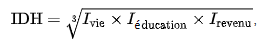 IDH = ∛(I_vie × I_éducation × I_revenu),